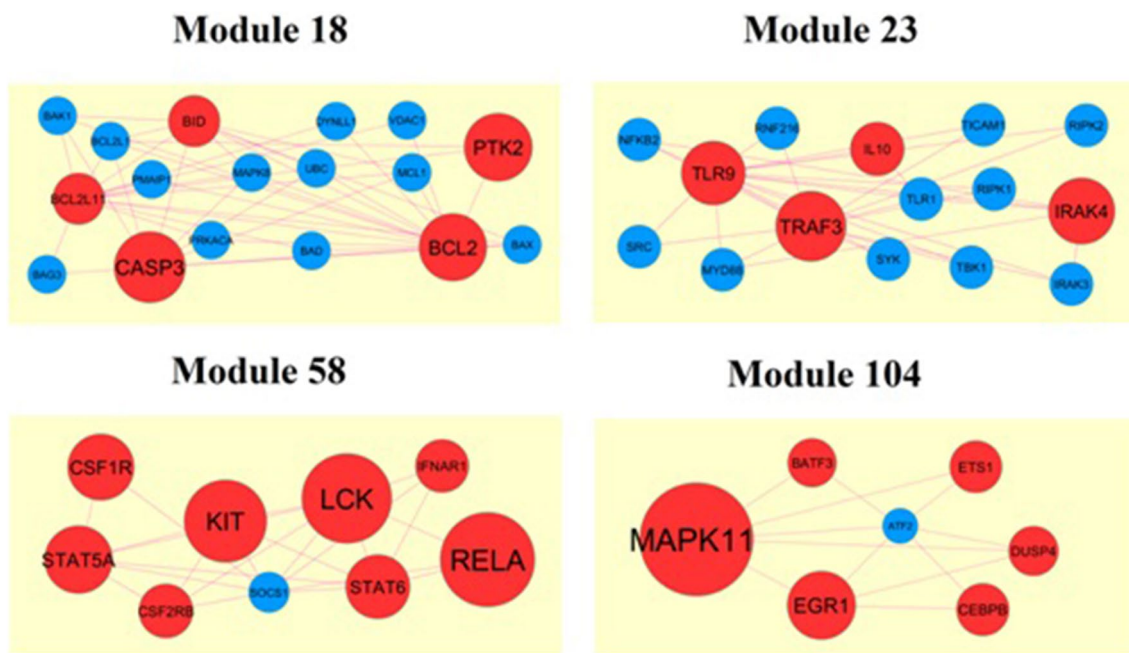 Module 18
BAK1
BCL2L1
BID
DYNLL1
VDAC1
PTK2
PMAIP1
MAPK8
UBC
MCL1
BCL2L11
PRKACA
BAD
BCL2
BAX
BAG3
CASP3
Module 23
NFKB2
RNF216
IL10
TICAM1
RIPK2
TLR9
TLR1
RIPK1
TRAF3
IRAK4
SRC
MYD88
SYK
TBK1
IRAK3
Module 58
CSF1R
KIT
LCK
IFNAR1
STAT5A
RELA
CSF2RB
SOCS1
STAT6
Module 104
BATF3
ETS1
MAPK11
ATF2
DUSP4
EGR1
CEBPB